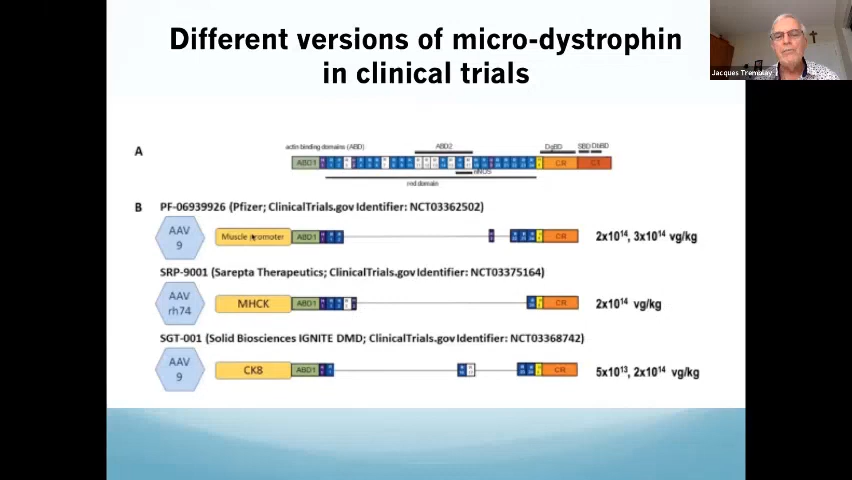 Different versions of micro-dystrophin
in clinical trials
Jacques Tremblay
A
actin-binding domains (ABD)
ABD2
DgBD
SBD
DbBD
ABD1
CR
CT
nNOS
rod domain
B
PF-06939926 (Pfizer; ClinicalTrials.gov Identifier: NCT03362502)
AAV
9
Muscle promoter
ABD1
CR
2x10¹⁴, 3x10¹⁴ vg/kg
SRP-9001 (Sarepta Therapeutics; ClinicalTrials.gov Identifier: NCT03375164)
AAV
rh74
MHCK
ABD1
CR
2x10¹⁴ vg/kg
SGT-001 (Solid Biosciences IGNITE DMD; ClinicalTrials.gov Identifier: NCT03368742)
AAV
9
CK8
ABD1
CR
5x10¹³, 2x10¹⁴ vg/kg